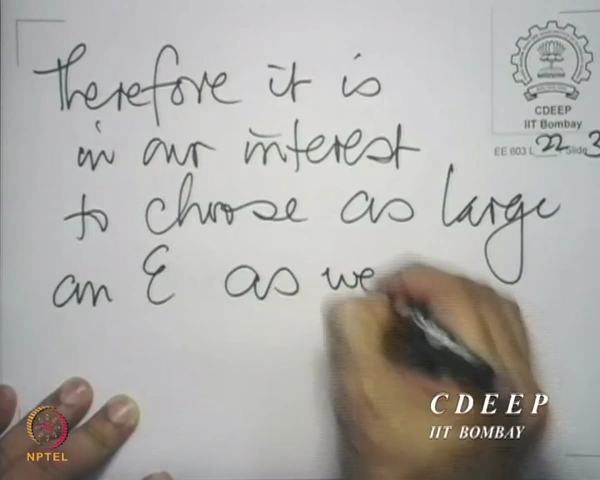 Therefore it is
in our interest
to choose as large
an ε as we
CDEEP
IIT Bombay
EE 603 L 22 Slide 3
NPTEL
CDEEP
IIT BOMBAY